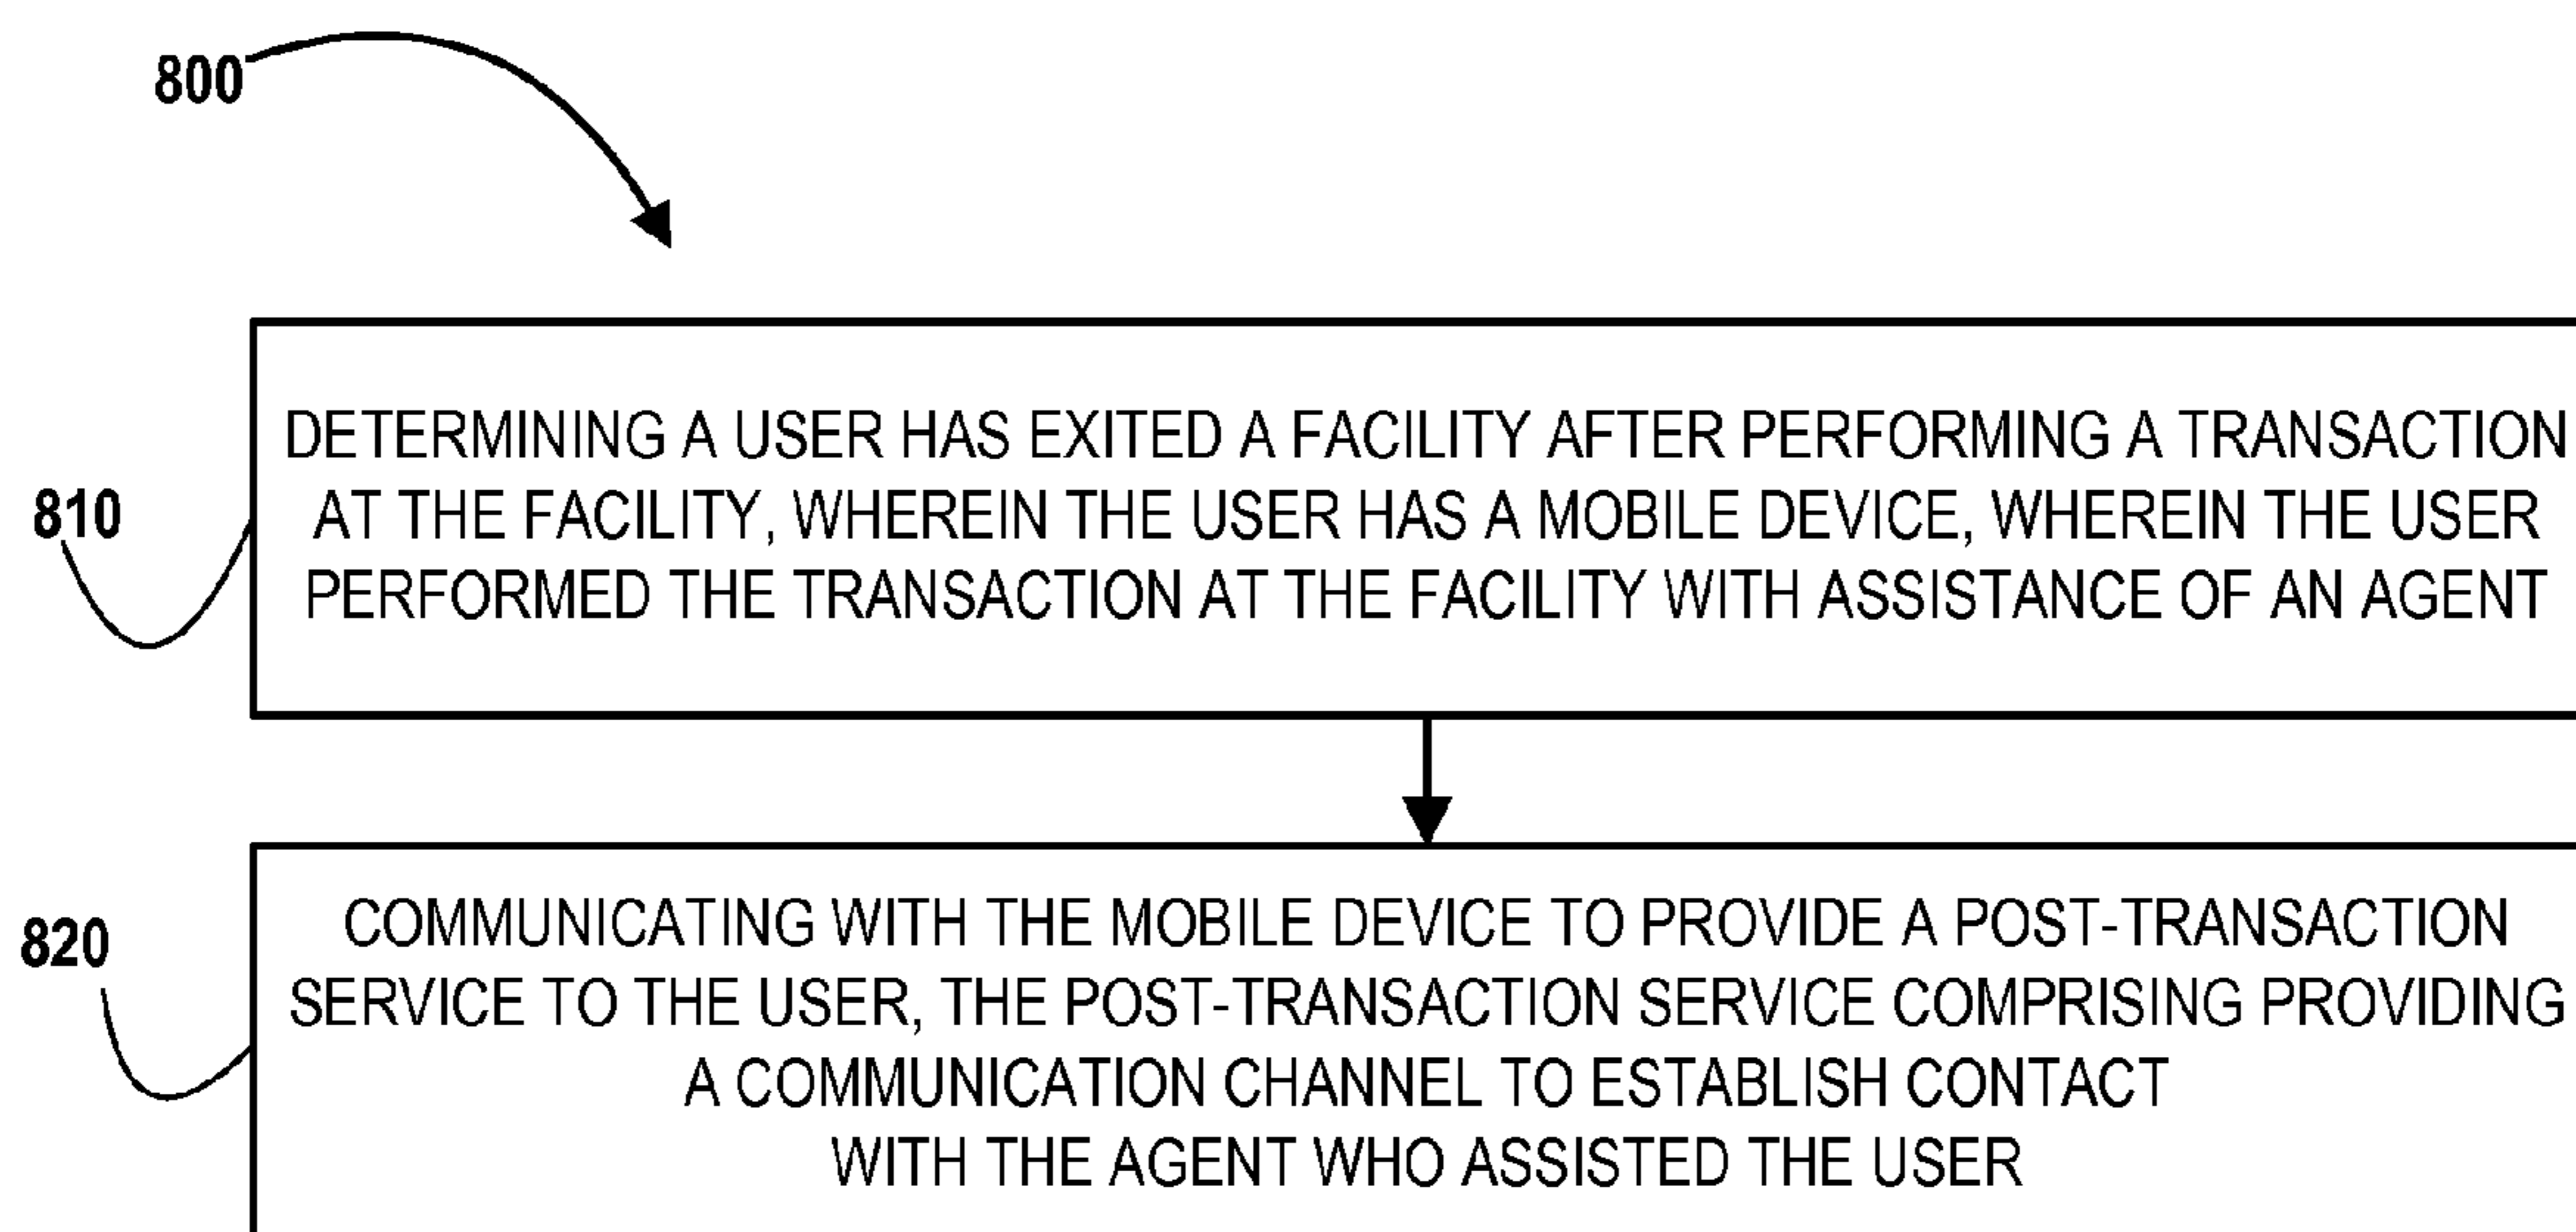 800
810
DETERMINING A USER HAS EXITED A FACILITY AFTER PERFORMING A TRANSACTION
AT THE FACILITY, WHEREIN THE USER HAS A MOBILE DEVICE, WHEREIN THE USER
PERFORMED THE TRANSACTION AT THE FACILITY WITH ASSISTANCE OF AN AGENT
820
COMMUNICATING WITH THE MOBILE DEVICE TO PROVIDE A POST-TRANSACTION
SERVICE TO THE USER, THE POST-TRANSACTION SERVICE COMPRISING PROVIDING
A COMMUNICATION CHANNEL TO ESTABLISH CONTACT
WITH THE AGENT WHO ASSISTED THE USER